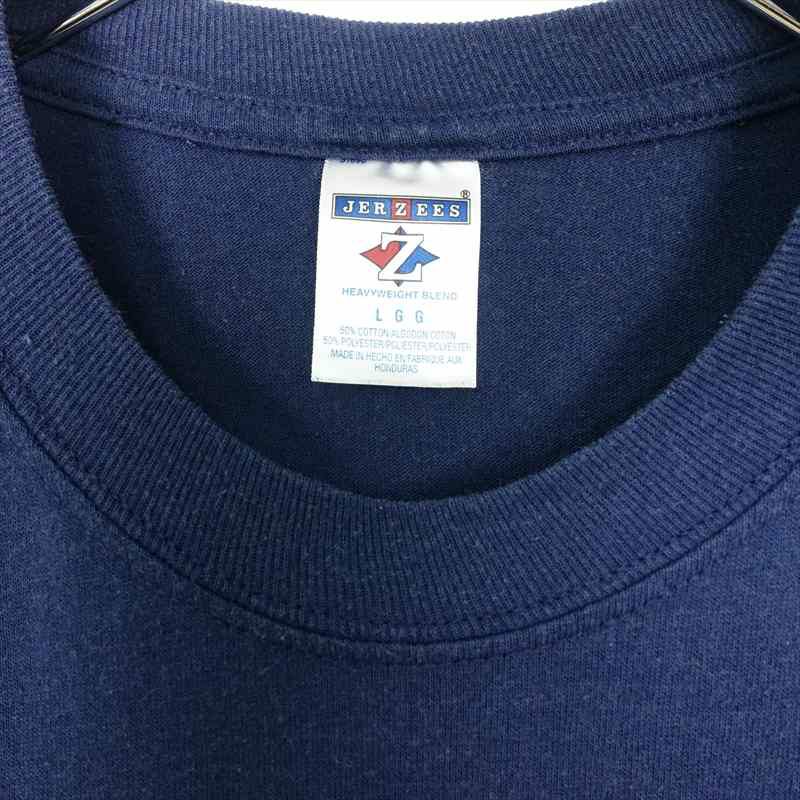 JERZEES ®
Z
HEAVYWEIGHT BLEND
L G G
50% COTTON/ALGODON COTON
50% POLYESTER/POLIESTER/POLYESTER
MADE IN HECHO EN FABRIQUE AUX
HONDURAS